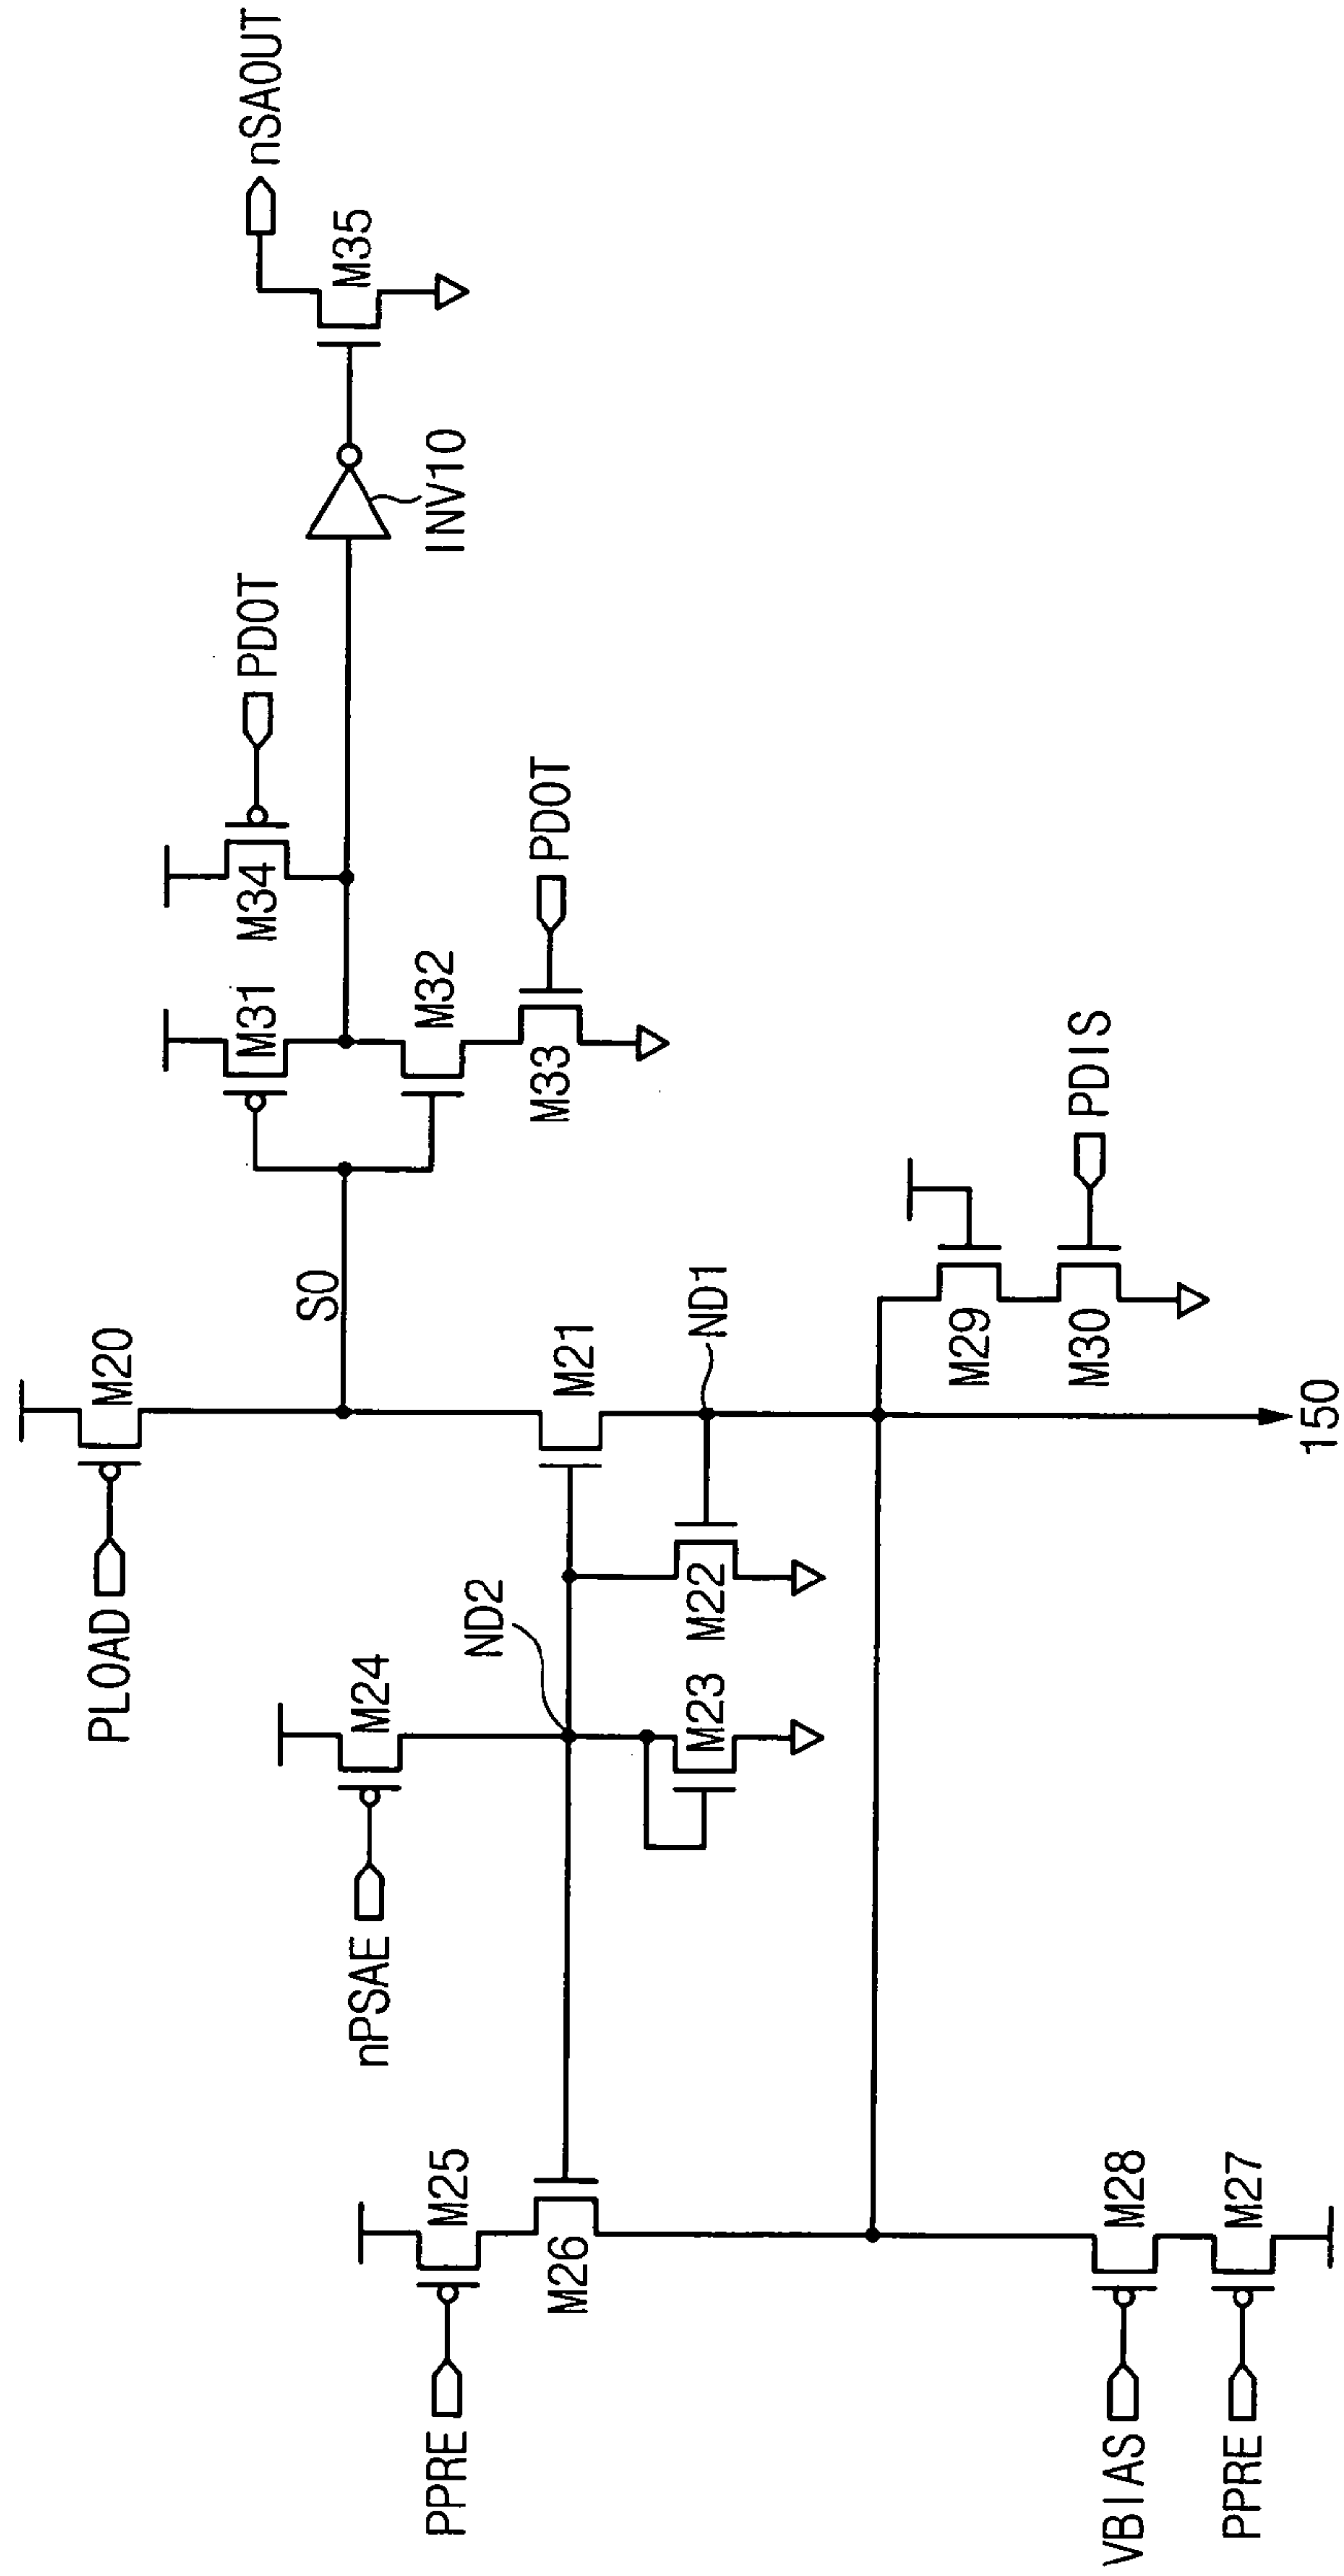 PPRE
M25
M26
VBIAS
M28
PPRE
M27
nPSAE
M24
ND2
M23
M22
PLOAD
M20
M21
ND1
SO
M31
M32
M33
PDOT
M34
PDOT
M29
M30
PDIS
150
INV10
M35
nSAOUT